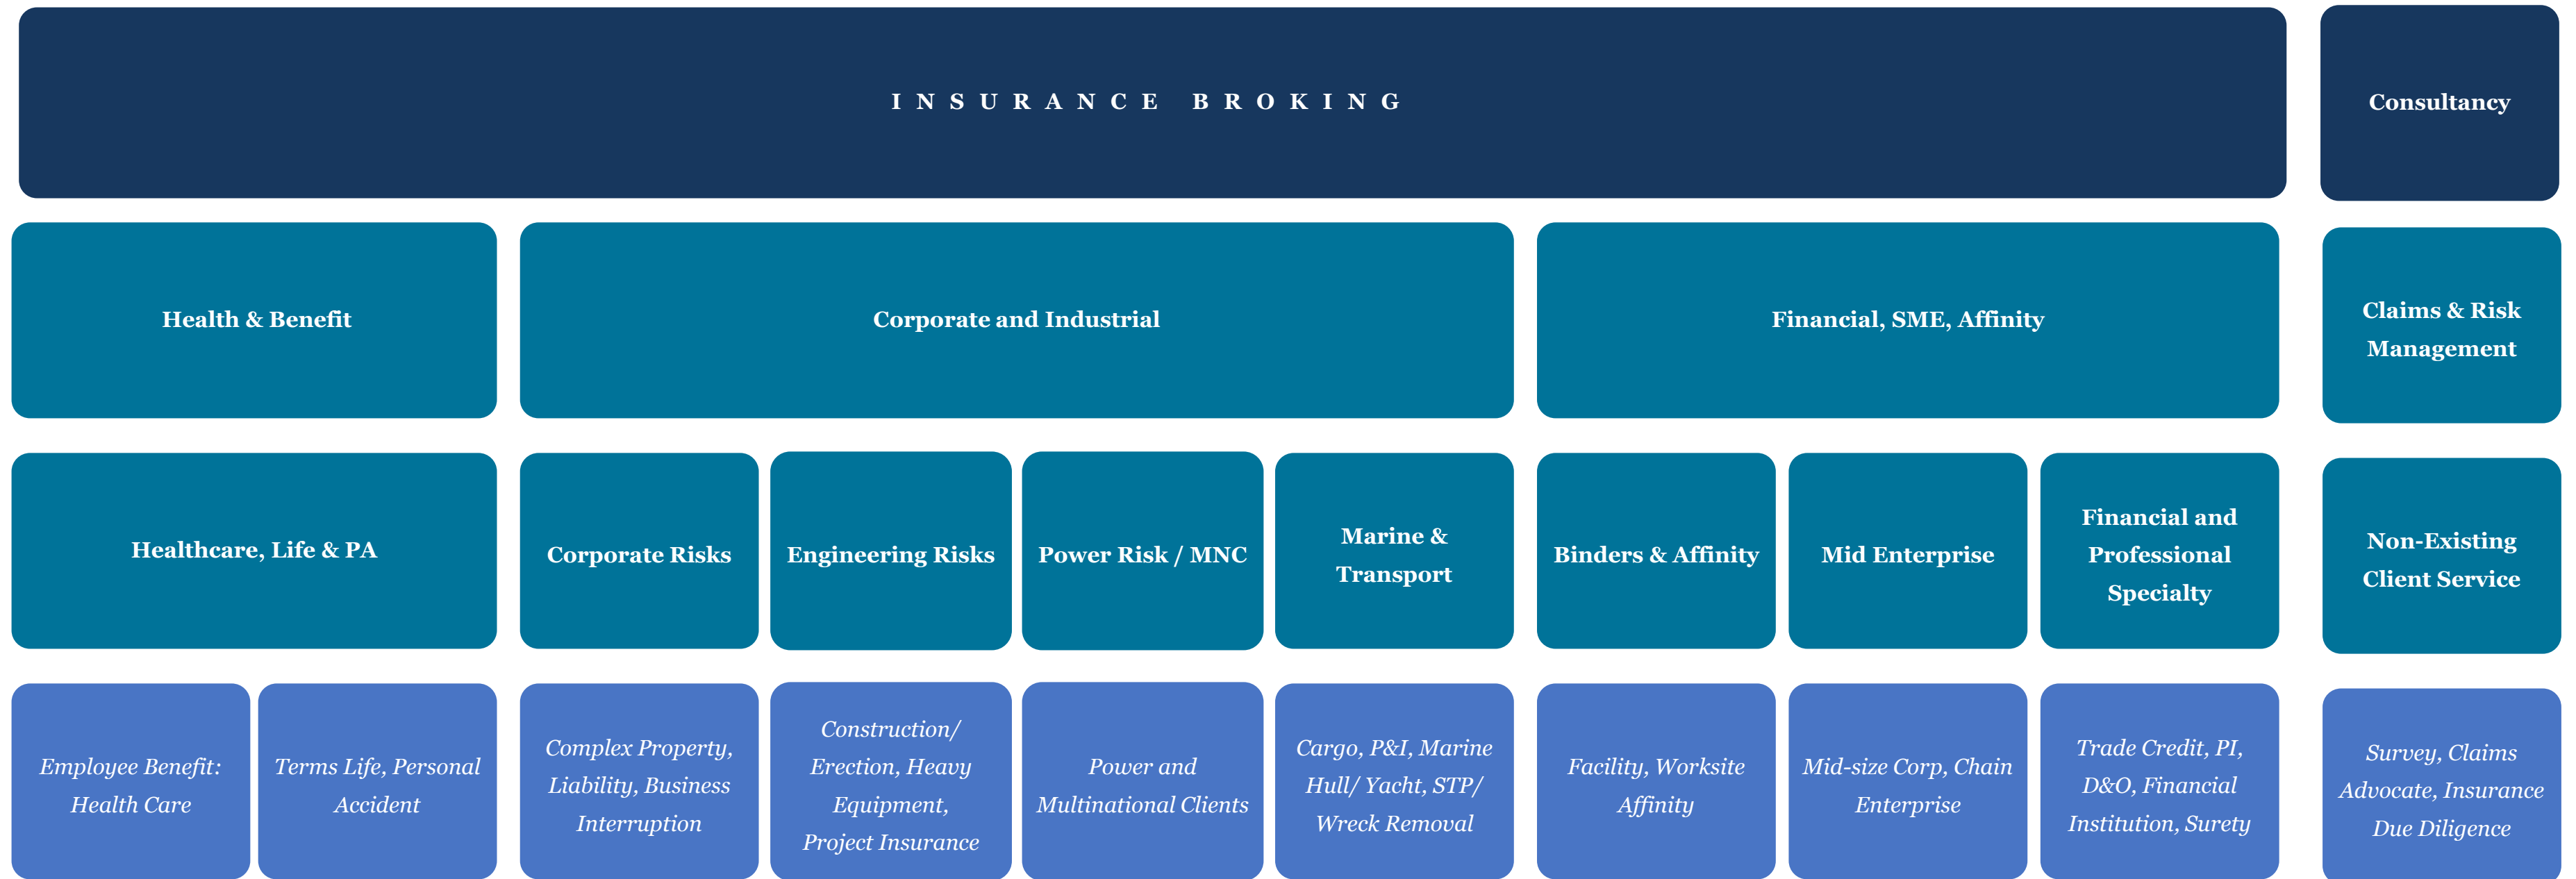 INSURANCE BROKING
Consultancy
Health & Benefit
Corporate and Industrial
Financial, SME, Affinity
Claims & Risk
Management
Healthcare, Life & PA
Corporate Risks
Engineering Risks
Power Risk / MNC
Marine &
Transport
Binders & Affinity
Mid Enterprise
Financial and
Professional
Specialty
Non-Existing
Client Service
Employee Benefit:
Health Care
Terms Life, Personal
Accident
Complex Property,
Liability, Business
Interruption
Construction/
Erection, Heavy
Equipment,
Project Insurance
Power and
Multinational Clients
Cargo, P&I, Marine
Hull/ Yacht, STP/
Wreck Removal
Facility, Worksite
Affinity
Mid-size Corp, Chain
Enterprise
Trade Credit, PI,
D&O, Financial
Institution, Surety
Survey, Claims
Advocate, Insurance
Due Diligence